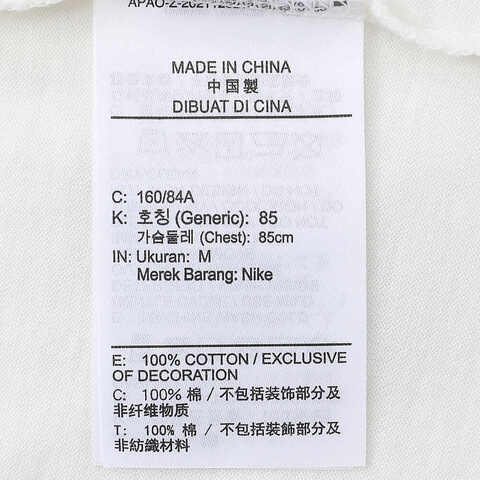 MADE IN CHINA
中国製
DIBUAT DI CINA
C: 160/84A
K: 호칭 (Generic): 85
가슴둘레 (Chest): 85cm
IN: Ukuran: M
Merek Barang: Nike
E: 100% COTTON / EXCLUSIVE
OF DECORATION
C: 100% 棉 / 不包括装饰部分及
非纤维物质
T: 100% 棉 / 不包括裝飾部分及
非紡織材料